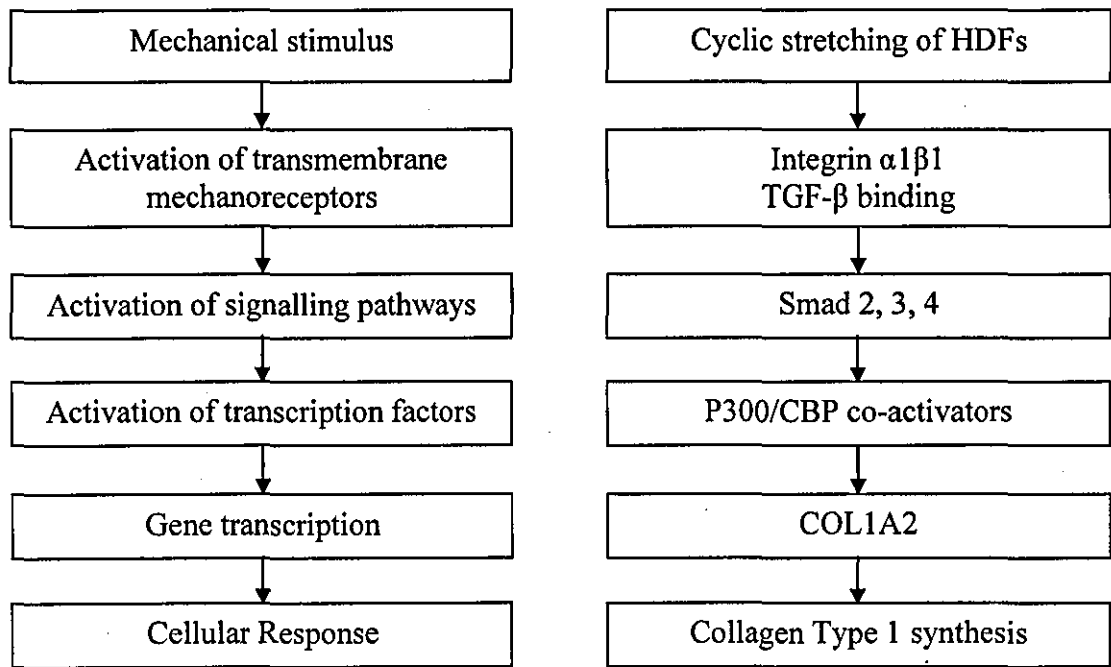 Mechanical stimulus
Activation of transmembrane
mechanoreceptors
Activation of signalling pathways
Activation of transcription factors
Gene transcription
Cellular Response
Cyclic stretching of HDFs
Integrin α1β1
TGF-β binding
Smad 2, 3, 4
P300/CBP co-activators
COL1A2
Collagen Type 1 synthesis